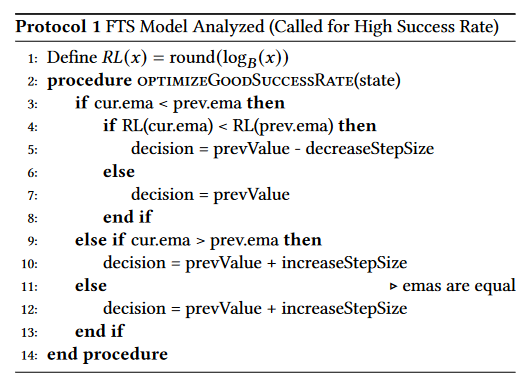 Protocol 1 FTS Model Analyzed (Called for High Success Rate)
1: Define RL(x) = round(log_B(x))
2: procedure OPTIMIZEGOODSUCCESSRATE(state)
3: if cur.ema < prev.ema then
4: if RL(cur.ema) < RL(prev.ema) then
5: decision = prevValue - decreaseStepSize
6: else
7: decision = prevValue
8: end if
9: else if cur.ema > prev.ema then
10: decision = prevValue + increaseStepSize
11: else ▷ emas are equal
12: decision = prevValue + increaseStepSize
13: end if
14: end procedure